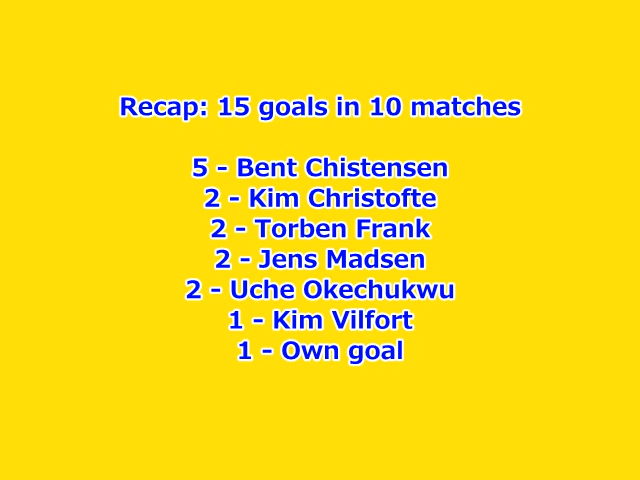 Recap: 15 goals in 10 matches
5 - Bent Chistensen
2 - Kim Christofte
2 - Torben Frank
2 - Jens Madsen
2 - Uche Okechukwu
1 - Kim Vilfort
1 - Own goal